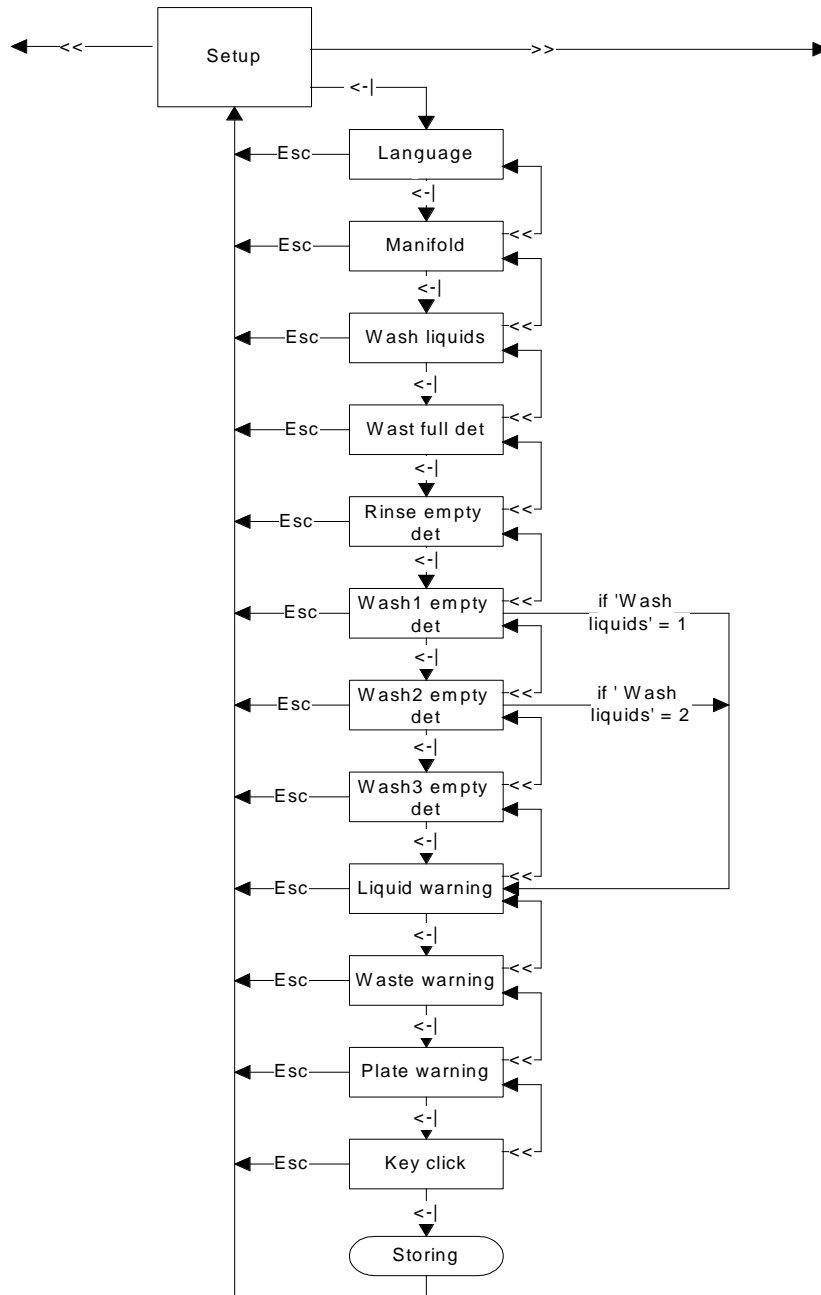 <<
Setup
>>
<-|
Esc
Language
<-|
<<
Esc
Manifold
<-|
<<
Esc
Wash liquids
<-|
<<
Esc
Wast full det
<-|
<<
Esc
Rinse empty
det
<-|
<<
Esc
Wash1 empty
det
if 'Wash
liquids' = 1
<-|
<<
Esc
Wash2 empty
det
if ' Wash
liquids' = 2
<-|
<<
Esc
Wash3 empty
det
<-|
<<
Esc
Liquid warning
<-|
<<
Esc
Waste warning
<-|
<<
Esc
Plate warning
<-|
<<
Esc
Key click
<-|
Storing